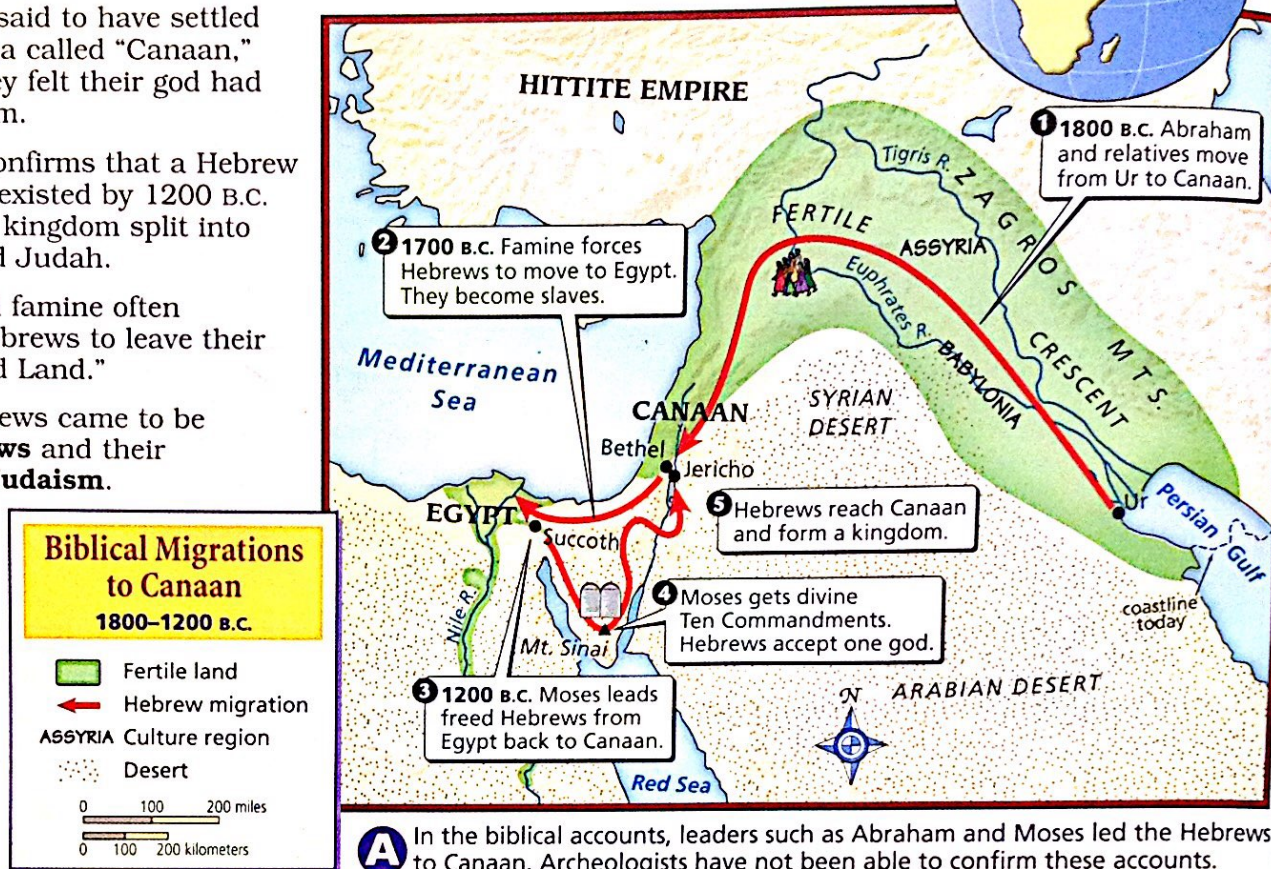 said to have settled
a called “Canaan,”
ey felt their god had
m.
onfirms that a Hebrew
existed by 1200 B.C.
kingdom split into
d Judah.
famine often
brews to leave their
d Land.”
ews came to be
ws and their
udaism.
Biblical Migrations
to Canaan
1800–1200 B.C.
Fertile land
Hebrew migration
ASSYRIA Culture region
Desert
0 100 200 miles
0 100 200 kilometers
HITTITE EMPIRE
1 1800 B.C. Abraham
and relatives move
from Ur to Canaan.
Tigris R.
ZAGROS MTS.
FERTILE CRESCENT
ASSYRIA
2 1700 B.C. Famine forces
Hebrews to move to Egypt.
They become slaves.
Euphrates R.
BABYLONIA
Mediterranean
Sea
CANAAN
SYRIAN
DESERT
Bethel
Jericho
Ur
Persian Gulf
EGYPT
Succoth
5 Hebrews reach Canaan
and form a kingdom.
Nile R.
4 Moses gets divine
Ten Commandments.
Hebrews accept one god.
coastline
today
Mt. Sinai
3 1200 B.C. Moses leads
freed Hebrews from
Egypt back to Canaan.
N
ARABIAN DESERT
Red Sea
A In the biblical accounts, leaders such as Abraham and Moses led the Hebrews
to Canaan. Archeologists have not been able to confirm these accounts.